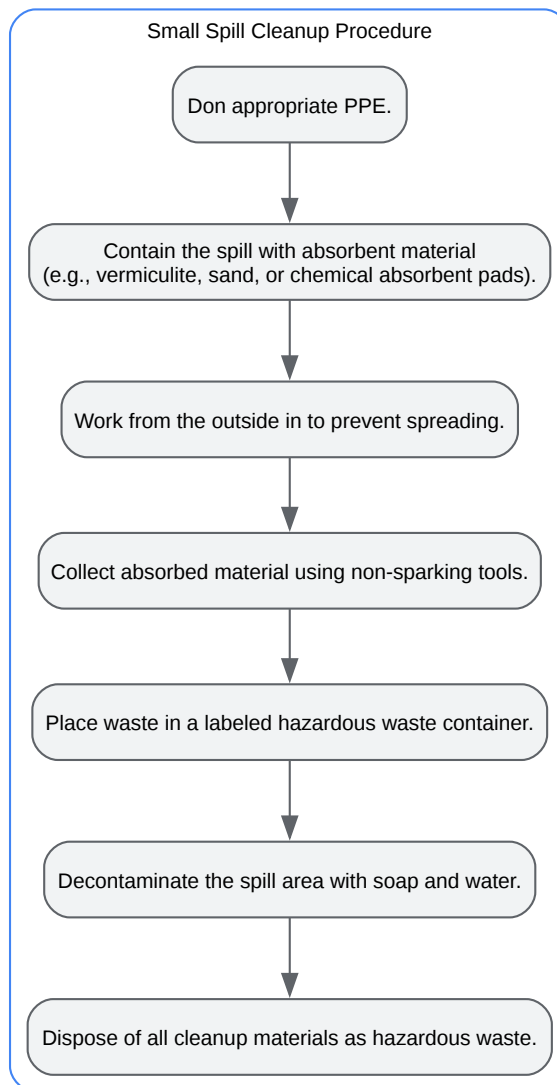 Small Spill Cleanup Procedure
Don appropriate PPE.
Contain the spill with absorbent material
(e.g., vermiculite, sand, or chemical absorbent pads).
Work from the outside in to prevent spreading.
Collect absorbed material using non-sparking tools.
Place waste in a labeled hazardous waste container.
Decontaminate the spill area with soap and water.
Dispose of all cleanup materials as hazardous waste.